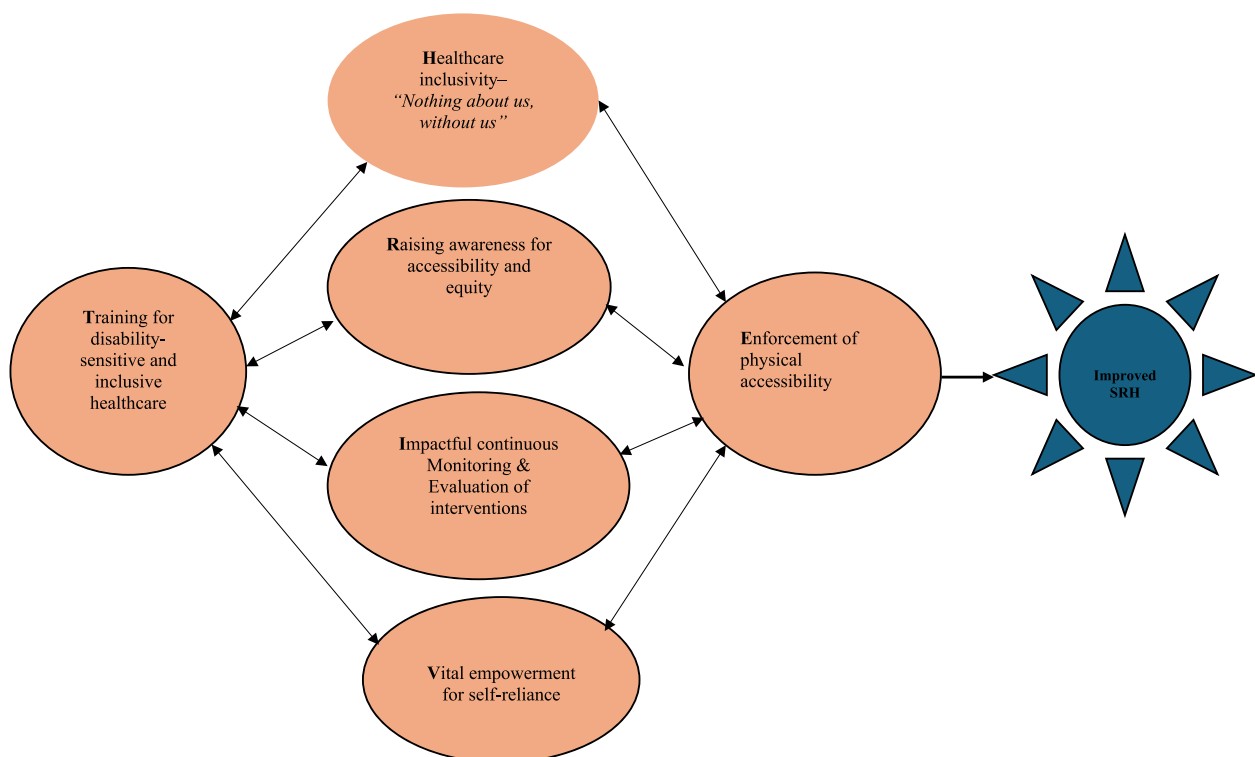 Healthcare
inclusivity–
“Nothing about us,
without us”
Raising awareness for
accessibility and
equity
Training for
disability-
sensitive and
inclusive
healthcare
Enforcement of
physical
accessibility
Improved
SRH
Impactful continuous
Monitoring &
Evaluation of
interventions
Vital empowerment
for self-reliance